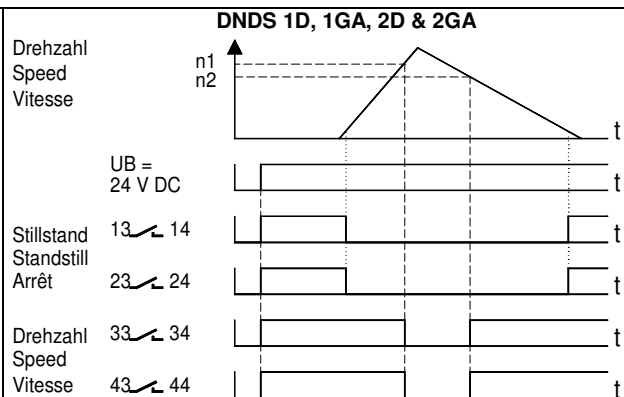 DNDS 1D, 1GA, 2D & 2GA
Drehzahl
Speed
Vitesse
n1
n2
t
UB =
24 V DC
t
Stillstand
Standstill
Arrêt
13 14
t
23 24
t
Drehzahl
Speed
Vitesse
33 34
t
43 44
t